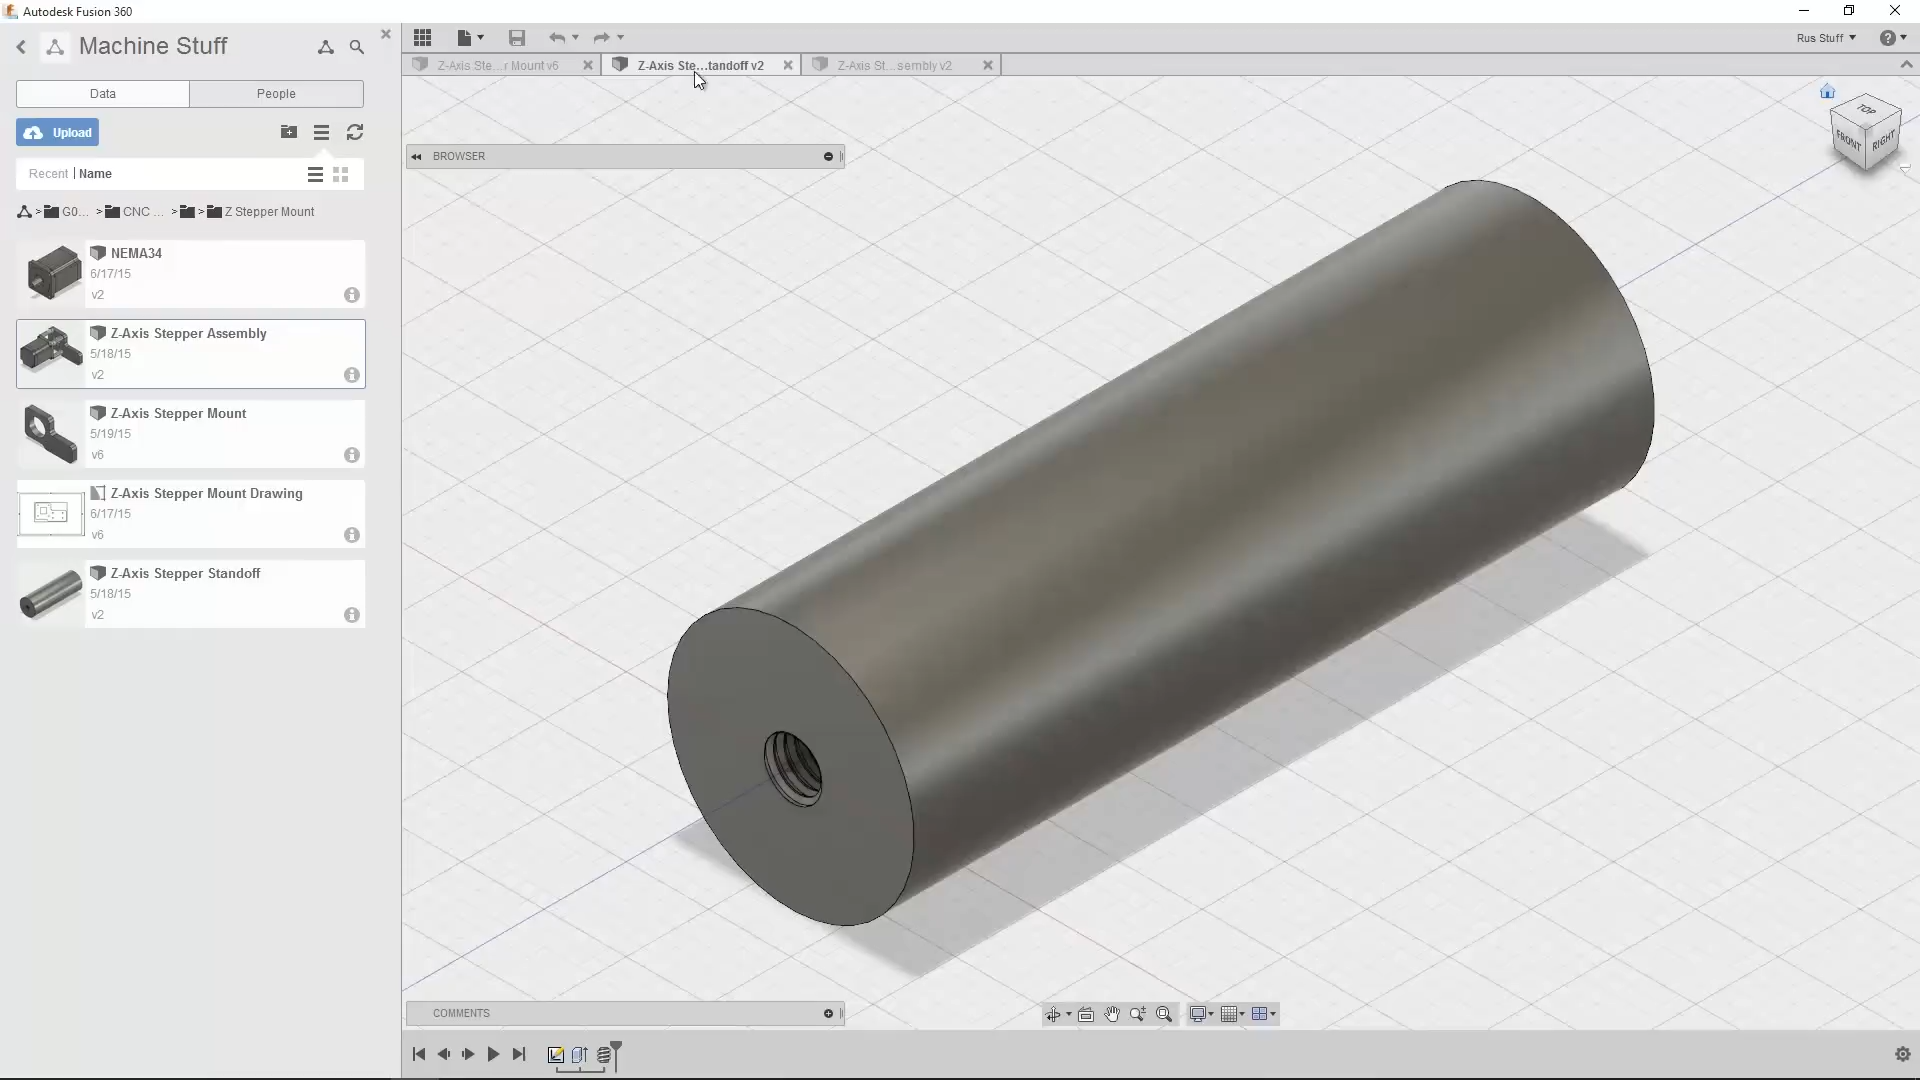 Autodesk Fusion 360
Machine Stuff
Rus Stuff
Z-Axis Ste...r Mount v6
Z-Axis Ste...tandoff v2
Z-Axis St...sembly v2
Data
People
TOP
FRONT
RIGHT
Upload
BROWSER
Recent | Name
> G0... > CNC ... > > Z Stepper Mount
NEMA34
6/17/15
v2
Z-Axis Stepper Assembly
5/18/15
v2
Z-Axis Stepper Mount
5/19/15
v6
Z-Axis Stepper Mount Drawing
6/17/15
v6
Z-Axis Stepper Standoff
5/18/15
v2
COMMENTS